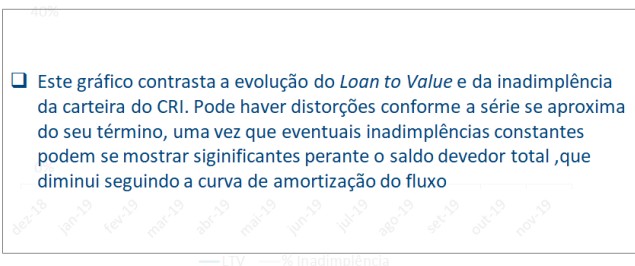 40%
❑ Este gráfico contrasta a evolução do Loan to Value e da inadimplência
da carteira do CRI. Pode haver distorções conforme a série se aproxima
do seu término, uma vez que eventuais inadimplências constantes
podem se mostrar siginificantes perante o saldo devedor total ,que
diminui seguindo a curva de amortização do fluxo
dez-18 jan-19 fev-19 mar-19 abr-19 mai-19 jun-19 jul-19 ago-19 set-19 out-19 nov-19
LTV % Inadimplência